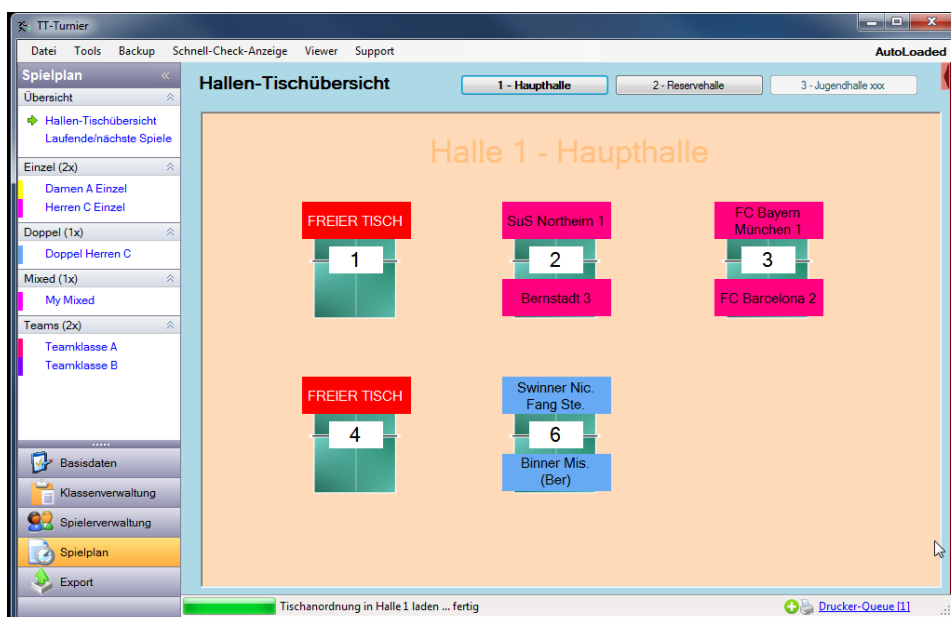 TT-Turnier
Datei Tools Backup Schnell-Check-Anzeige Viewer Support AutoLoaded
Spielplan
Übersicht
Hallen-Tischübersicht
Laufende/nächste Spiele
Einzel (2x)
Damen A Einzel
Herren C Einzel
Doppel (1x)
Doppel Herren C
Mixed (1x)
My Mixed
Teams (2x)
Teamklasse A
Teamklasse B
Basisdaten
Klassenverwaltung
Spielerverwaltung
Spielplan
Export
Hallen-Tischübersicht
1 - Haupthalle 2 - Reservehalle 3 - Jugendhalle xxx
Halle 1 - Haupthalle
FREIER TISCH
1
SuS Northeim 1
2
Bernstadt 3
FC Bayern
München 1
3
FC Barcelona 2
FREIER TISCH
4
Swinner Nic.
Fang Ste.
6
Binner Mis.
(Ber)
Tischanordnung in Halle 1 laden ... fertig
Drucker-Queue [1]